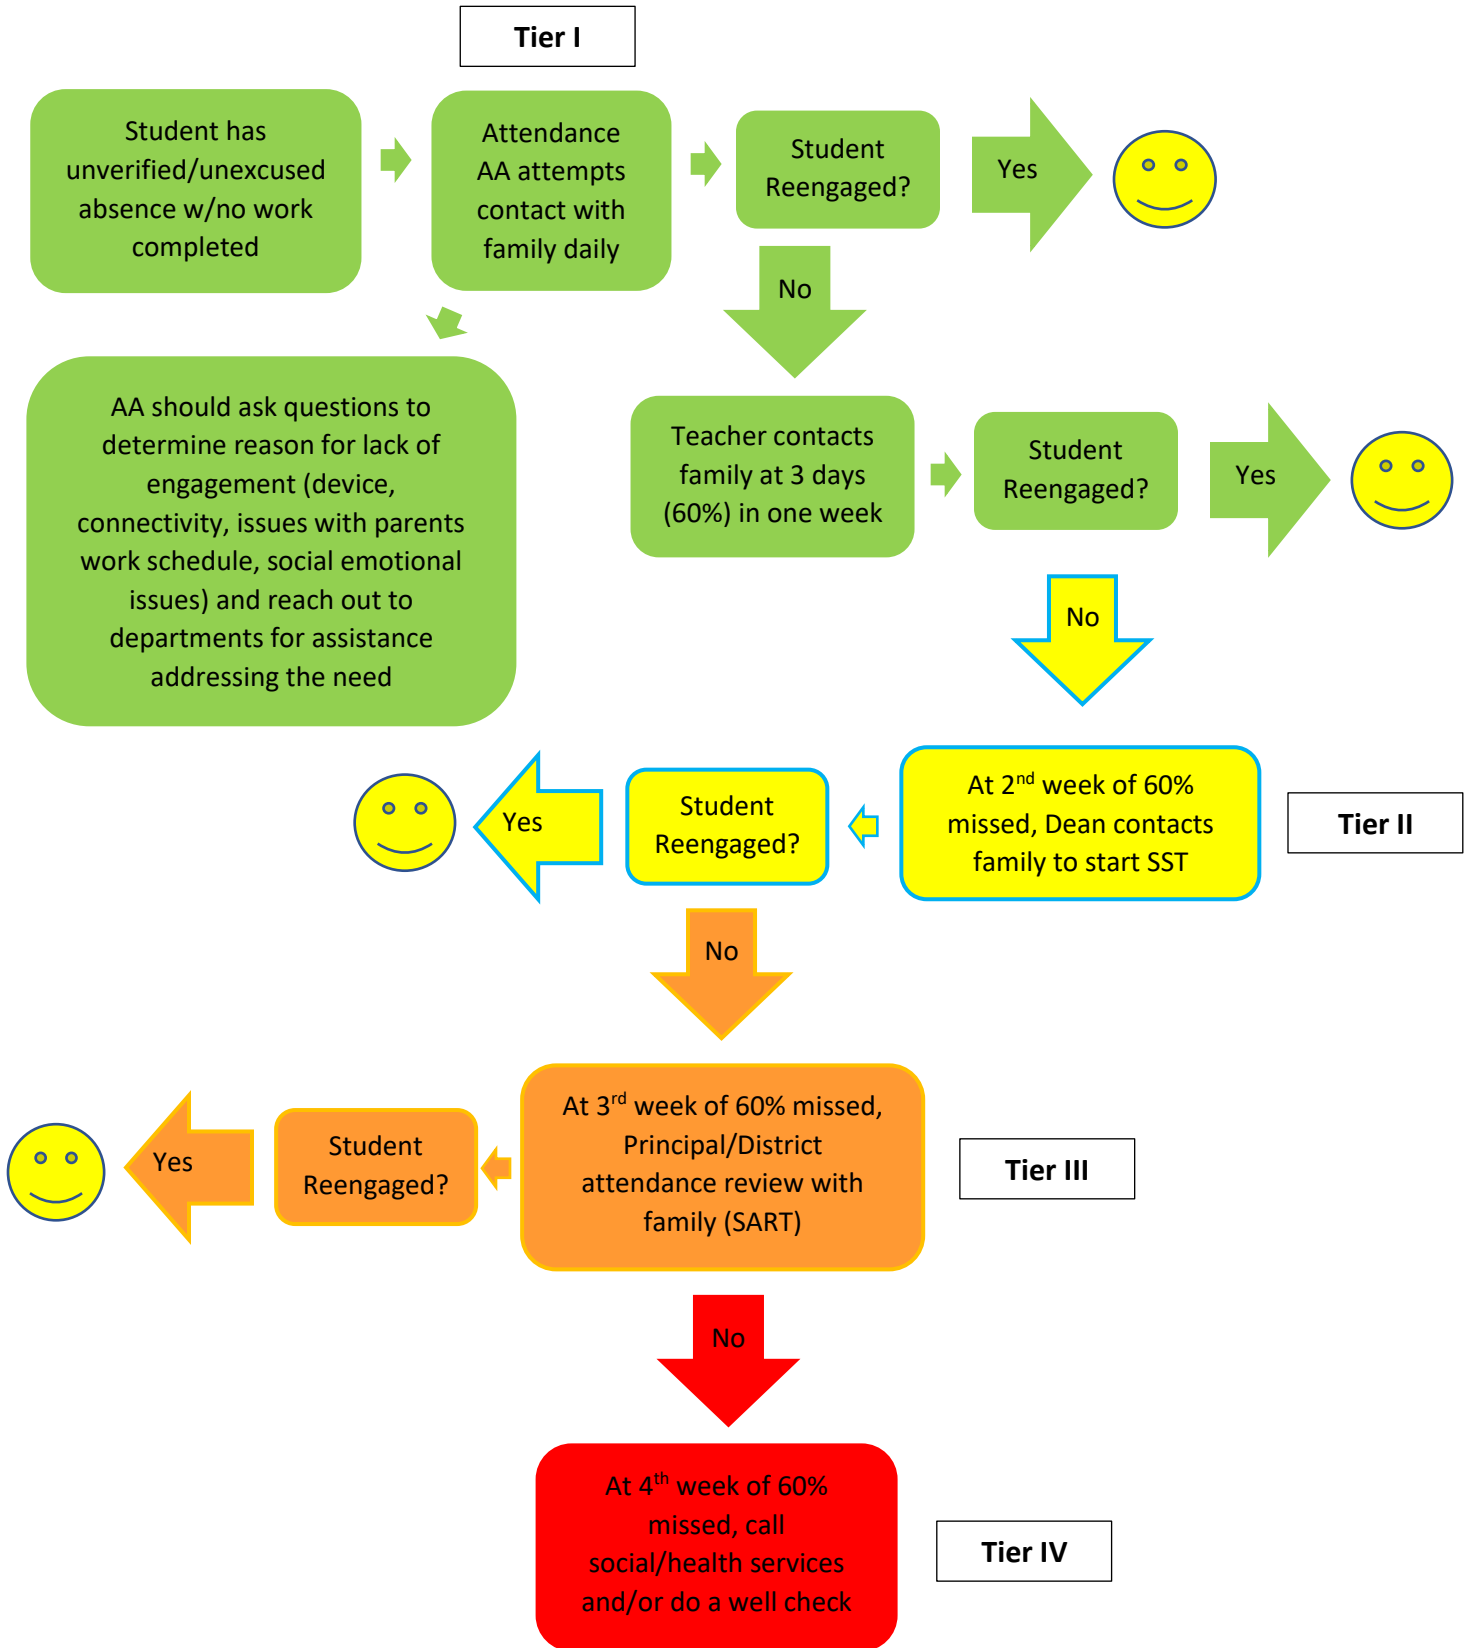 Tier I
Student has
unverified/unexcused
absence w/no work
completed
Attendance
AA attempts
contact with
family daily
Student
Reengaged?
Yes
No
AA should ask questions to
determine reason for lack of
engagement (device,
connectivity, issues with parents
work schedule, social emotional
issues) and reach out to
departments for assistance
addressing the need
Teacher contacts
family at 3 days
(60%) in one week
Student
Reengaged?
Yes
No
At 2nd week of 60%
missed, Dean contacts
family to start SST
Tier II
Student
Reengaged?
Yes
No
At 3rd week of 60% missed,
Principal/District
attendance review with
family (SART)
Tier III
Student
Reengaged?
Yes
No
At 4th week of 60%
missed, call
social/health services
and/or do a well check
Tier IV